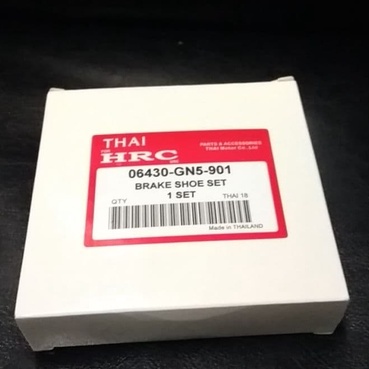 THAI
HRC
PARTS & ACCESSORIES
THAI Motor Co.,Ltd
06430-GN5-901
BRAKE SHOE SET
1 SET
QTY
THAI 18
Made in THAILAND